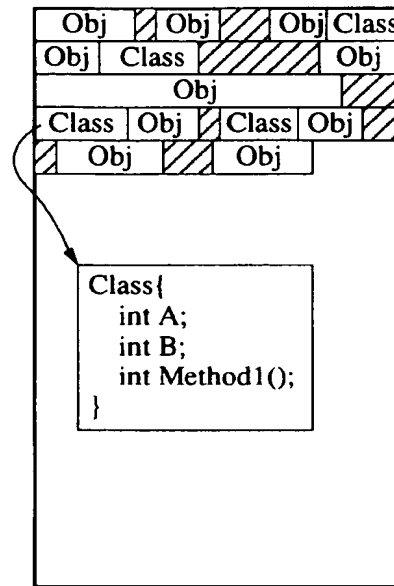 Obj Obj Obj Class
Obj Class Obj
Obj
Class Obj Class Obj
Obj Obj
Class{
int A;
int B;
int Method1();
}